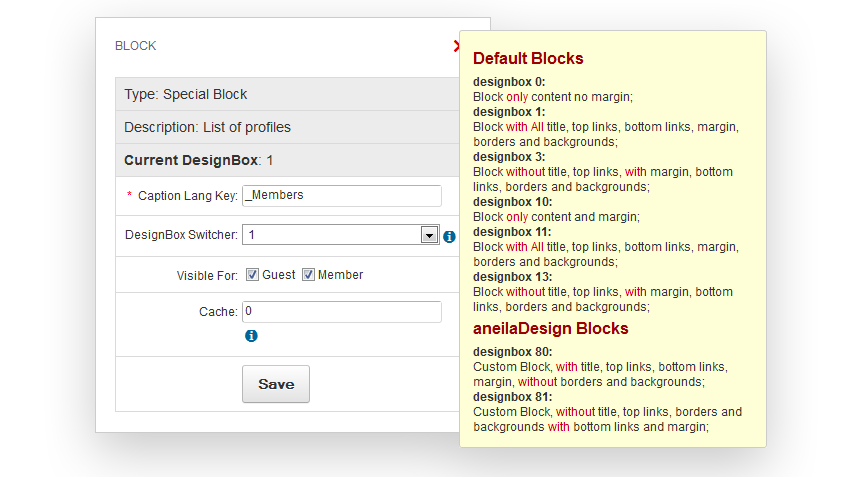 BLOCK
Type: Special Block
Description: List of profiles
Current DesignBox: 1
* Caption Lang Key: _Members
DesignBox Switcher: 1
Visible For: Guest Member
Cache: 0
Save
Default Blocks
designbox 0:
Block only content no margin;
designbox 1:
Block with All title, top links, bottom links, margin,
borders and backgrounds;
designbox 3:
Block without title, top links, with margin, bottom
links, borders and backgrounds;
designbox 10:
Block only content and margin;
designbox 11:
Block with All title, top links, bottom links, margin,
borders and backgrounds;
designbox 13:
Block without title, top links, with margin, bottom
links, borders and backgrounds;
aneilaDesign Blocks
designbox 80:
Custom Block, with title, top links, bottom links,
margin, without borders and backgrounds;
designbox 81:
Custom Block, without title, top links, borders and
backgrounds with bottom links and margin;